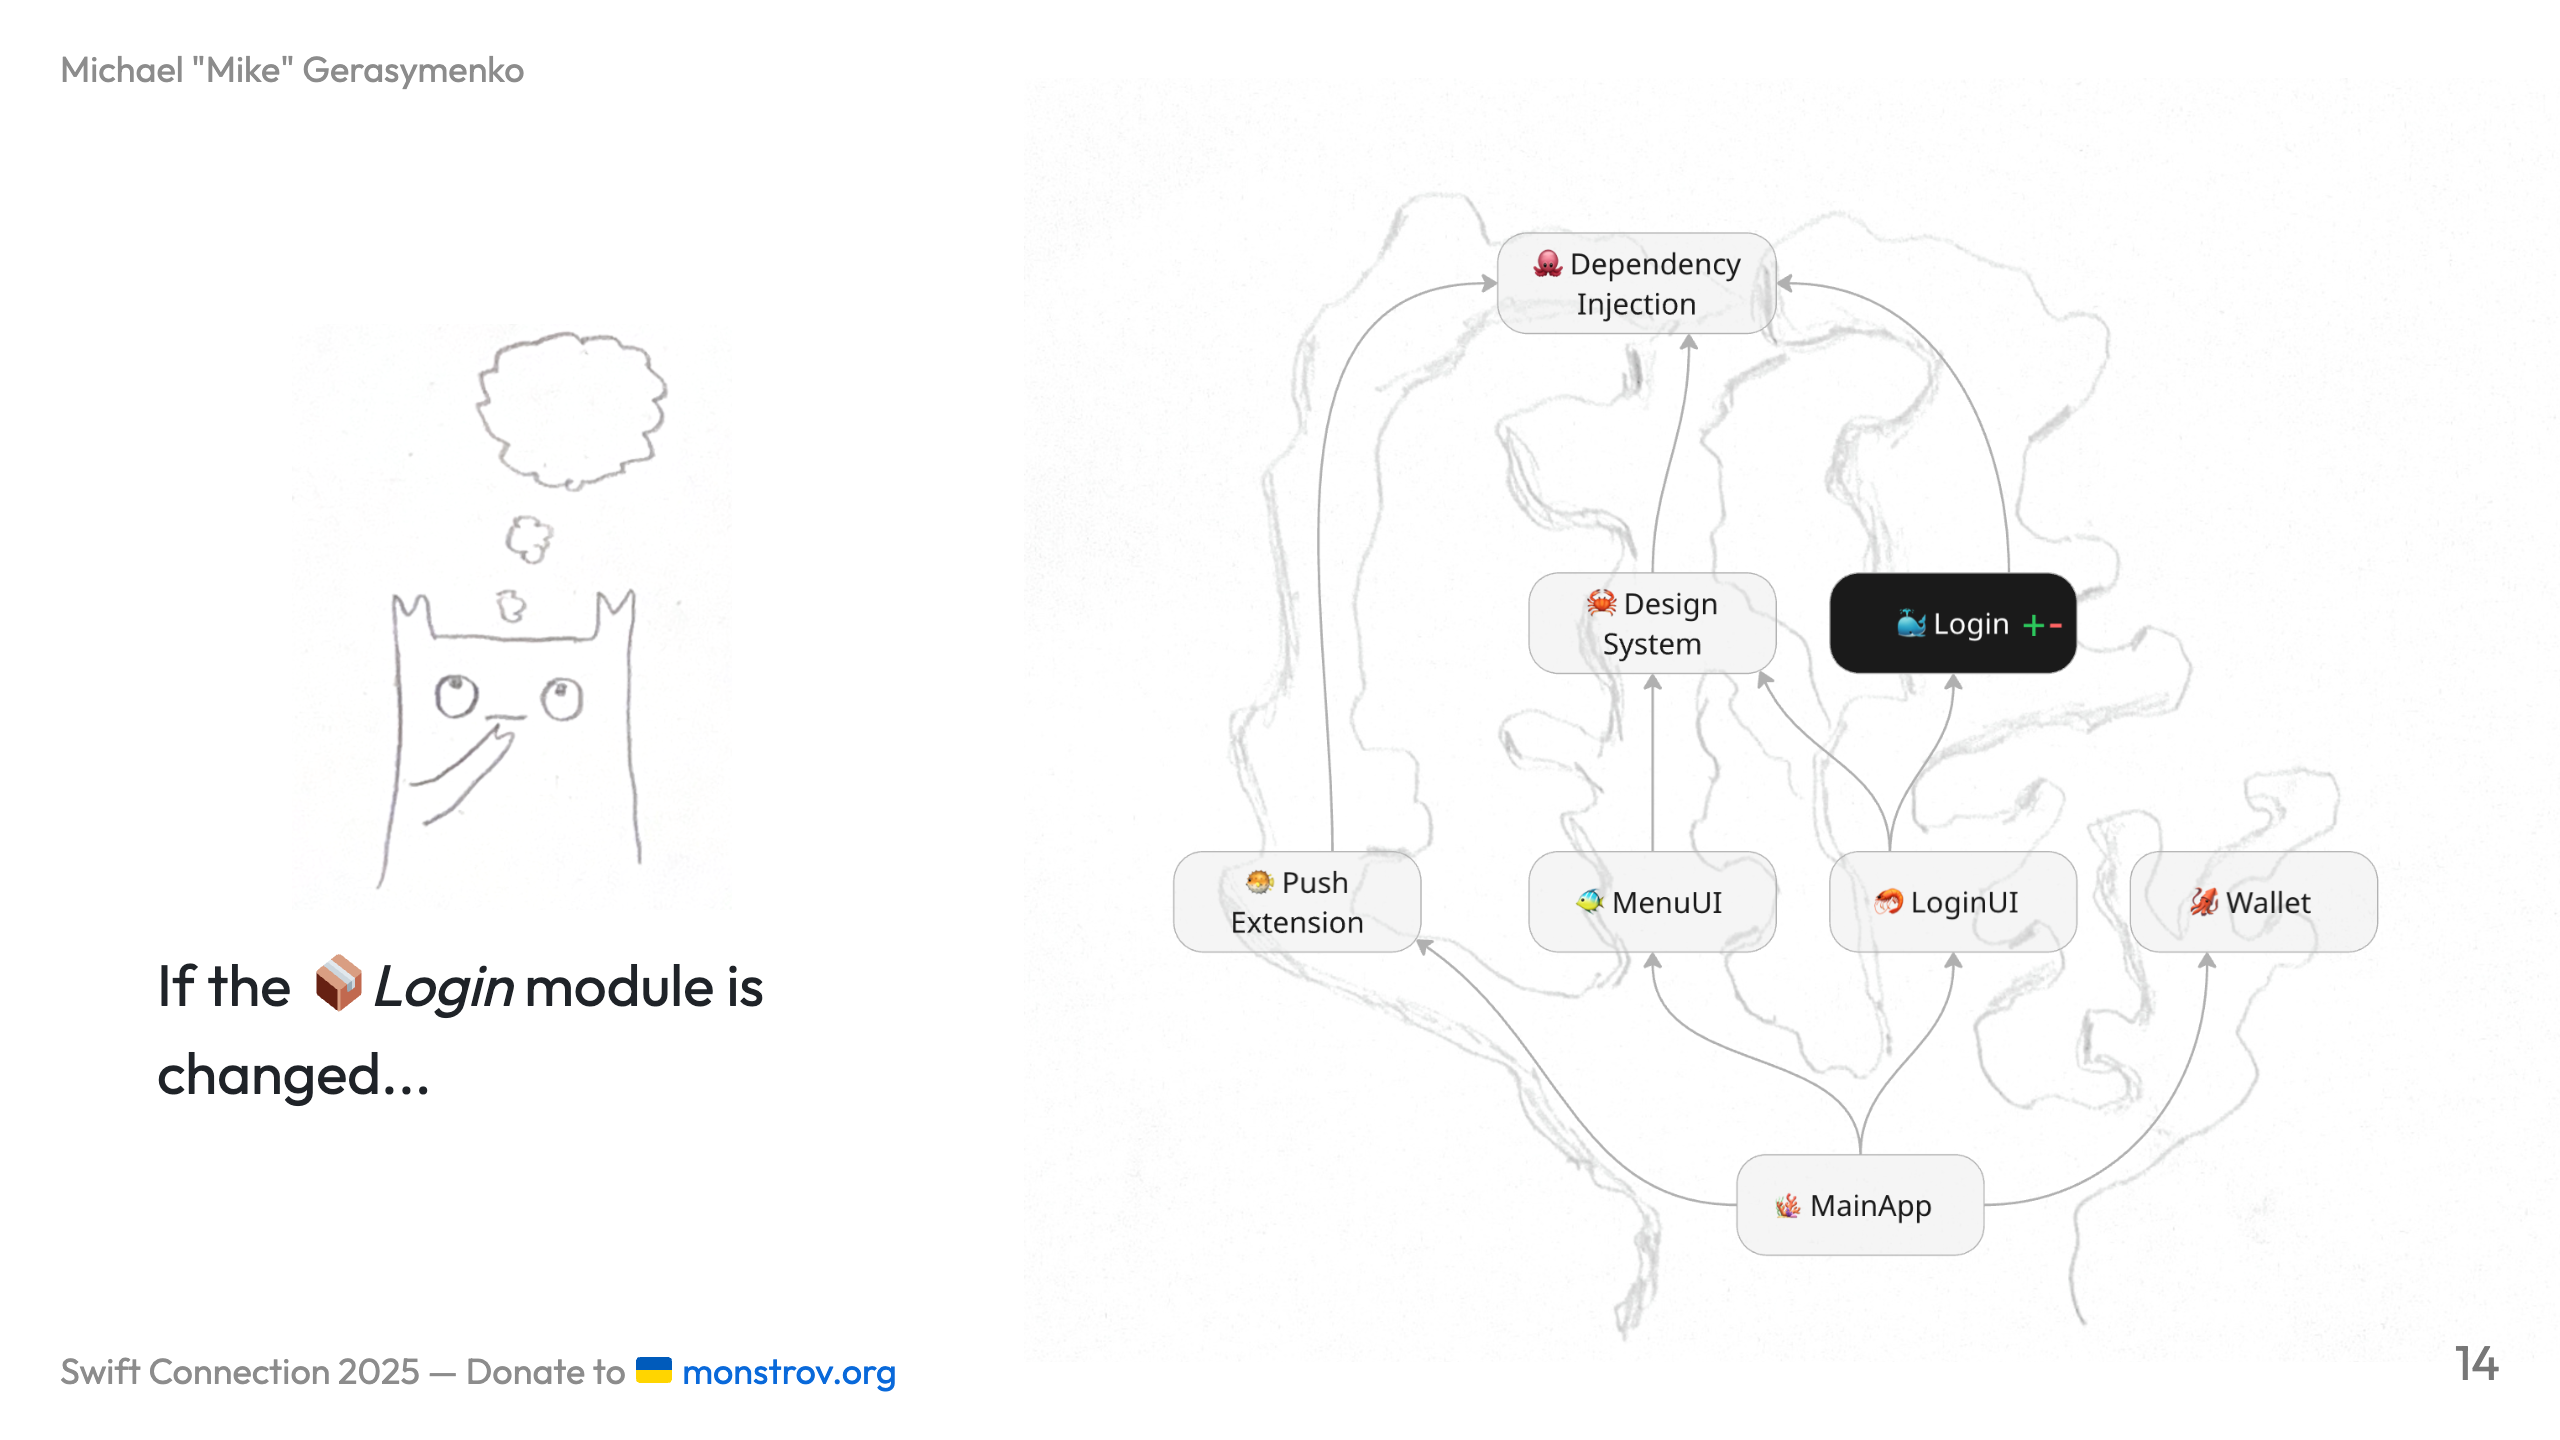 Michael "Mike" Gerasymenko
🐙 Dependency
Injection
🦀 Design
System
🐳 Login +-
🐡 Push
Extension
🐠 MenuUI
🦐 LoginUI
🦑 Wallet
🪸 MainApp
If the 📦 Login module is
changed...
Swift Connection 2025 — Donate to 🇺🇦 monstrov.org
14